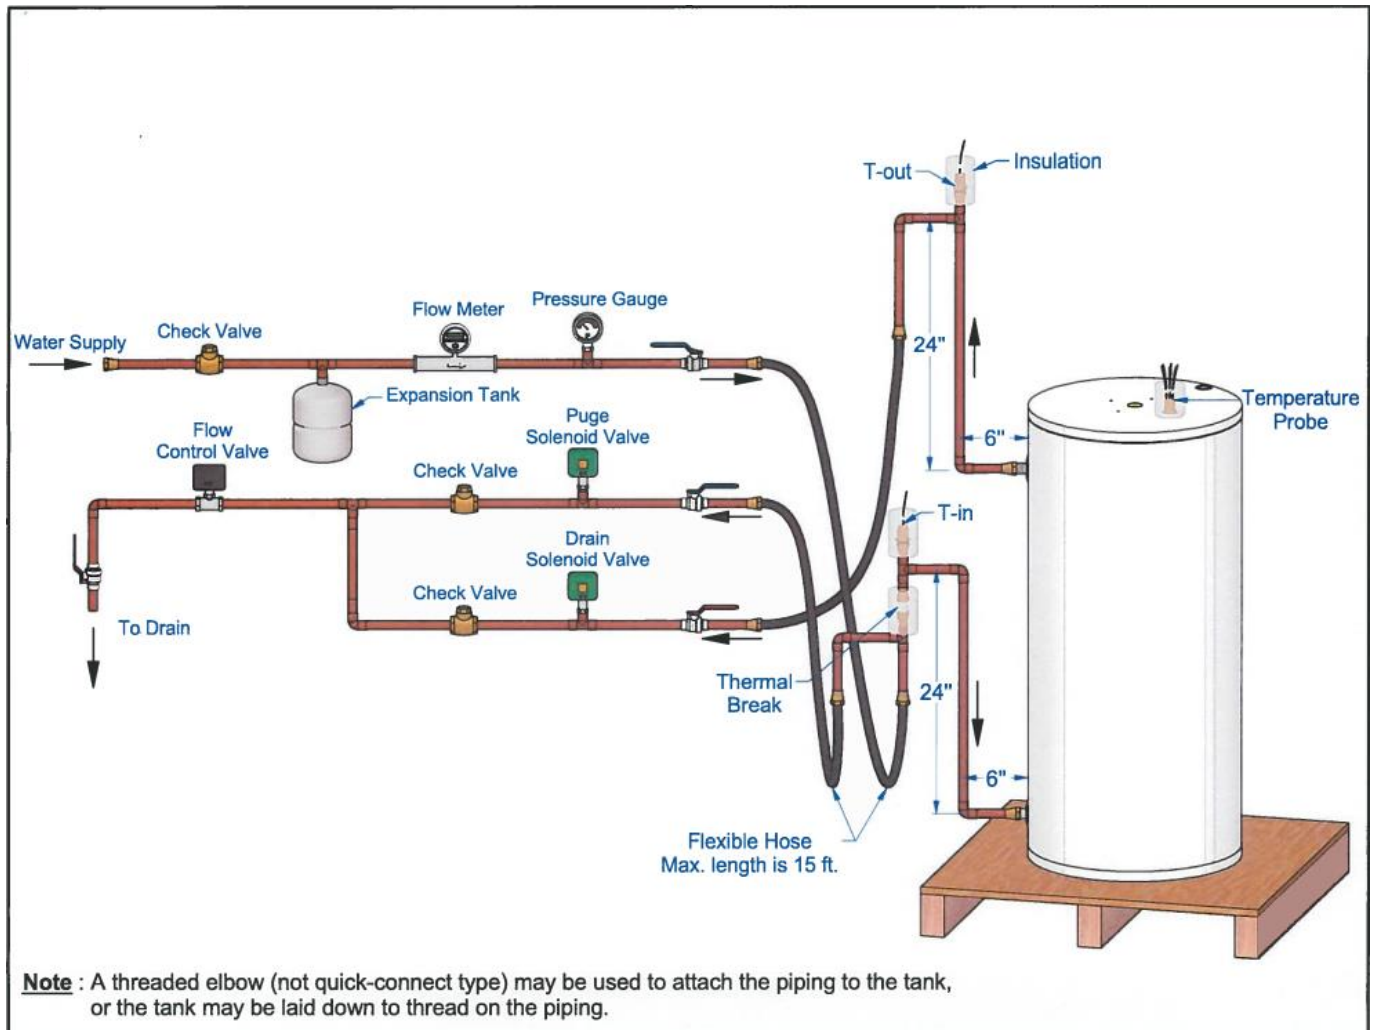 T-out
Insulation
Flow Meter
Pressure Gauge
Check Valve
Water Supply
24"
Expansion Tank
Temperature
Probe
6"
Flow
Control Valve
Puge
Solenoid Valve
Check Valve
T-in
Drain
Solenoid Valve
Check Valve
To Drain
Thermal
Break
24"
6"
Flexible Hose
Max. length is 15 ft.
Note : A threaded elbow (not quick-connect type) may be used to attach the piping to the tank,
or the tank may be laid down to thread on the piping.